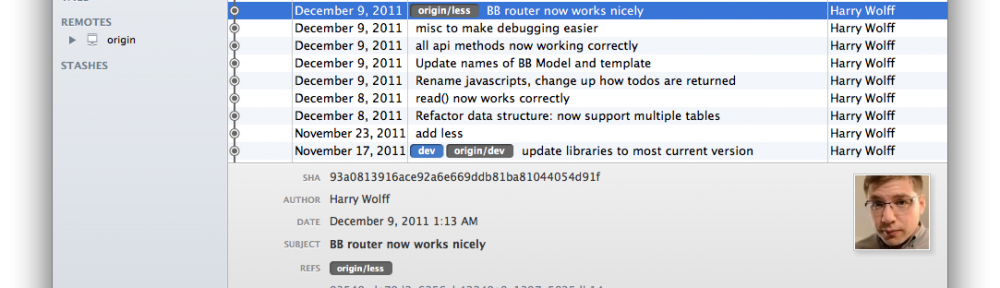 December 9, 2011 origin/less BB router now works nicely Harry Wolff
REMOTES December 9, 2011 misc to make debugging easier Harry Wolff
origin December 9, 2011 all api methods now working correctly Harry Wolff
STASHES December 9, 2011 Update names of BB Model and template Harry Wolff
December 9, 2011 Rename javascripts, change up how todos are returned Harry Wolff
December 8, 2011 read() now works correctly Harry Wolff
December 8, 2011 Refactor data structure: now support multiple tables Harry Wolff
November 23, 2011 add less Harry Wolff
November 17, 2011 dev origin/dev update libraries to most current version Harry Wolff
SHA 93a0813916ace92a6e669ddb81ba81044054d91f
AUTHOR Harry Wolff
DATE December 9, 2011 1:13 AM
SUBJECT BB router now works nicely
REFS origin/less